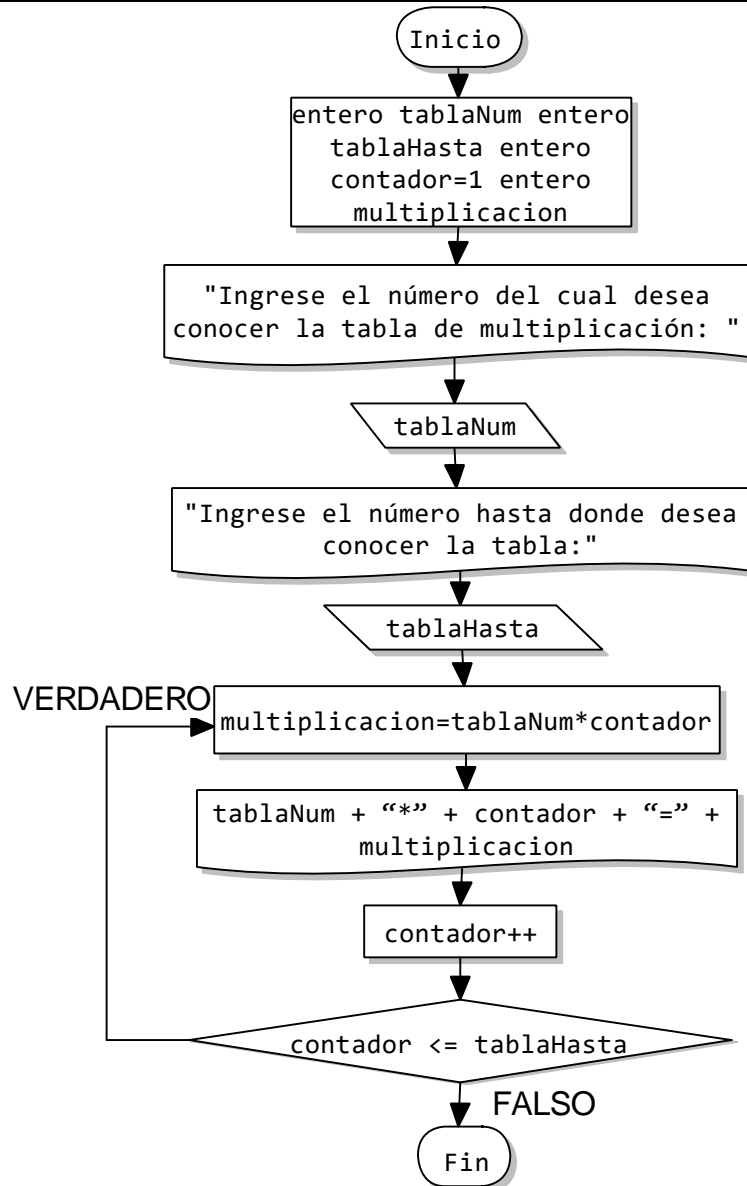 Inicio
entero tablaNum entero
tablaHasta entero
contador=1 entero
multiplicacion
"Ingrese el número del cual desea
conocer la tabla de multiplicación: "
tablaNum
"Ingrese el número hasta donde desea
conocer la tabla:"
tablaHasta
VERDADERO
multiplicacion=tablaNum*contador
tablaNum + “*” + contador + “=” +
multiplicacion
contador++
contador <= tablaHasta
FALSO
Fin